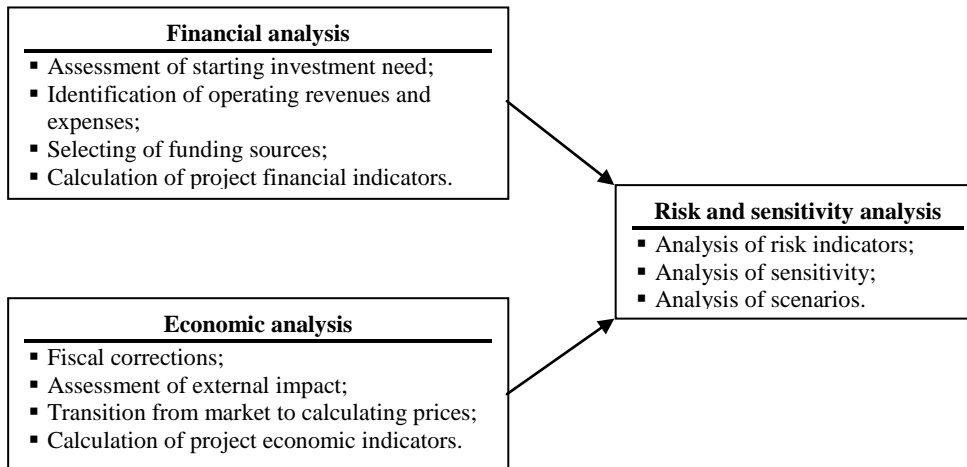 Financial analysis
▪ Assessment of starting investment need;
▪ Identification of operating revenues and
expenses;
▪ Selecting of funding sources;
▪ Calculation of project financial indicators.
Risk and sensitivity analysis
▪ Analysis of risk indicators;
▪ Analysis of sensitivity;
▪ Analysis of scenarios.
Economic analysis
▪ Fiscal corrections;
▪ Assessment of external impact;
▪ Transition from market to calculating prices;
▪ Calculation of project economic indicators.